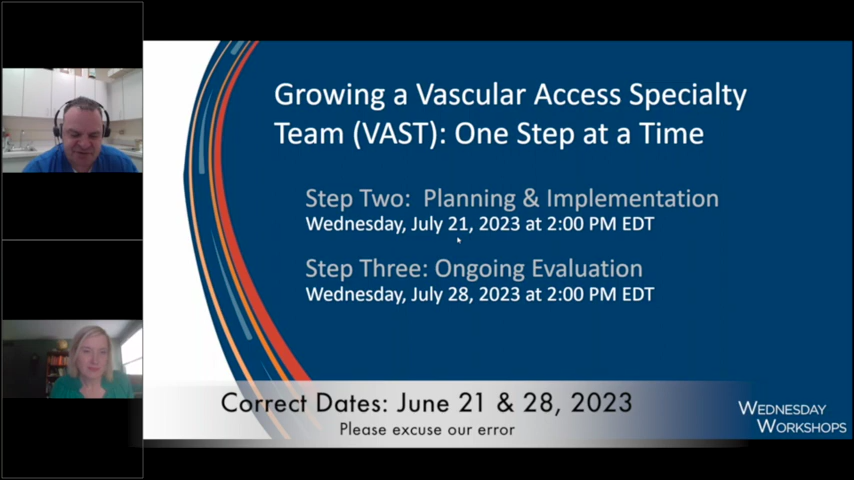 Growing a Vascular Access Specialty
Team (VAST): One Step at a Time
Step Two: Planning & Implementation
Wednesday, July 21, 2023 at 2:00 PM EDT
Step Three: Ongoing Evaluation
Wednesday, July 28, 2023 at 2:00 PM EDT
Correct Dates: June 21 & 28, 2023
Please excuse our error
WEDNESDAY
WORKSHOPS